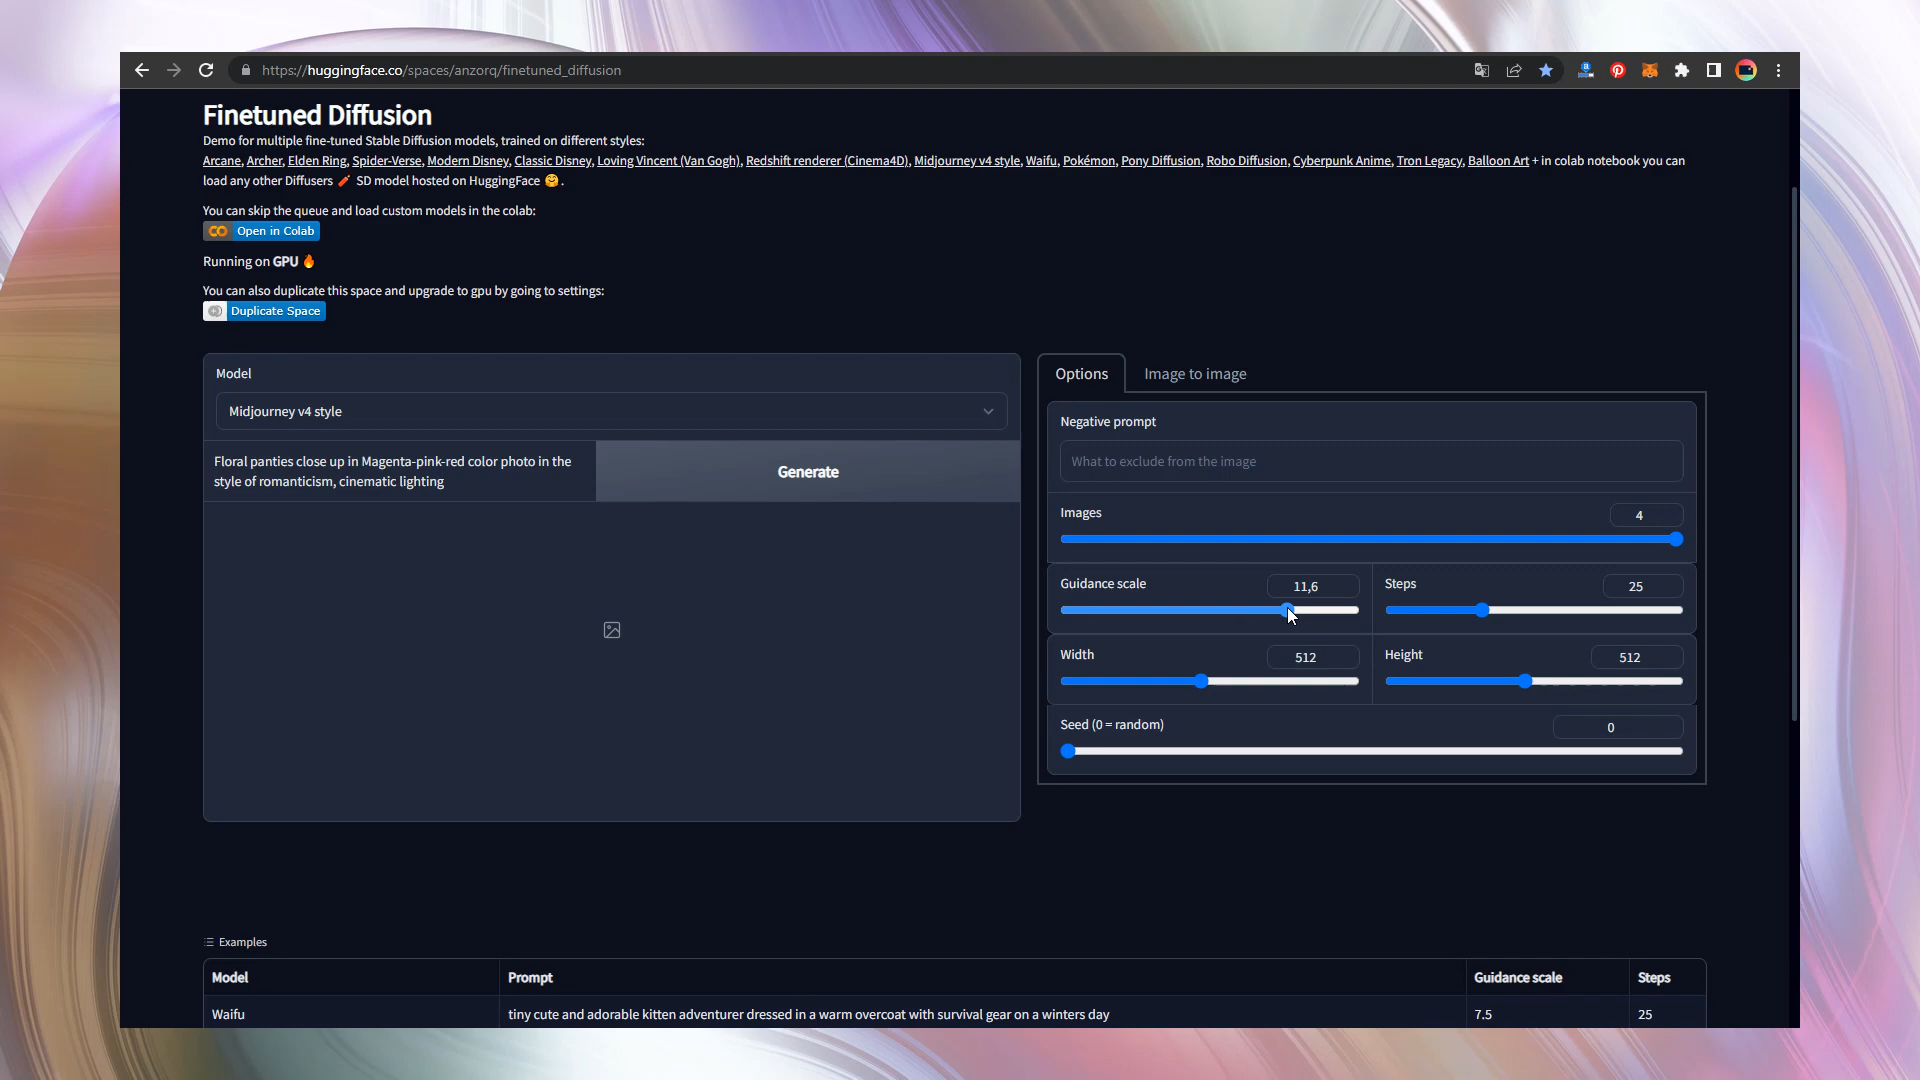 https://huggingface.co/spaces/anzorq/finetuned_diffusion
Finetuned Diffusion
Demo for multiple fine-tuned Stable Diffusion models, trained on different styles:
Arcane, Archer, Elden Ring, Spider-Verse, Modern Disney, Classic Disney, Loving Vincent (Van Gogh), Redshift renderer (Cinema4D), Midjourney v4 style, Waifu, Pokémon, Pony Diffusion, Robo Diffusion, Cyberpunk Anime, Tron Legacy, Balloon Art + in colab notebook you can
load any other Diffusers 🧨 SD model hosted on HuggingFace 🤗.
You can skip the queue and load custom models in the colab:
Open in Colab
Running on GPU 🔥
You can also duplicate this space and upgrade to gpu by going to settings:
Duplicate Space
Model
Midjourney v4 style
Floral panties close up in Magenta-pink-red color photo in the
style of romanticism, cinematic lighting
Generate
Options
Image to image
Negative prompt
What to exclude from the image
Images
4
Guidance scale
11,6
Steps
25
Width
512
Height
512
Seed (0 = random)
0
Examples
Model
Prompt
Guidance scale
Steps
Waifu
tiny cute and adorable kitten adventurer dressed in a warm overcoat with survival gear on a winters day
7.5
25